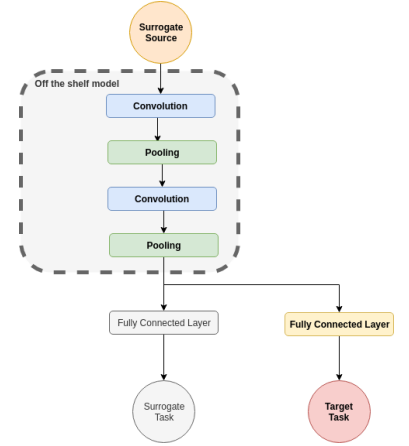 Surrogate
Source
Off the shelf model
Convolution
Pooling
Convolution
Pooling
Fully Connected Layer
Fully Connected Layer
Surrogate
Task
Target
Task